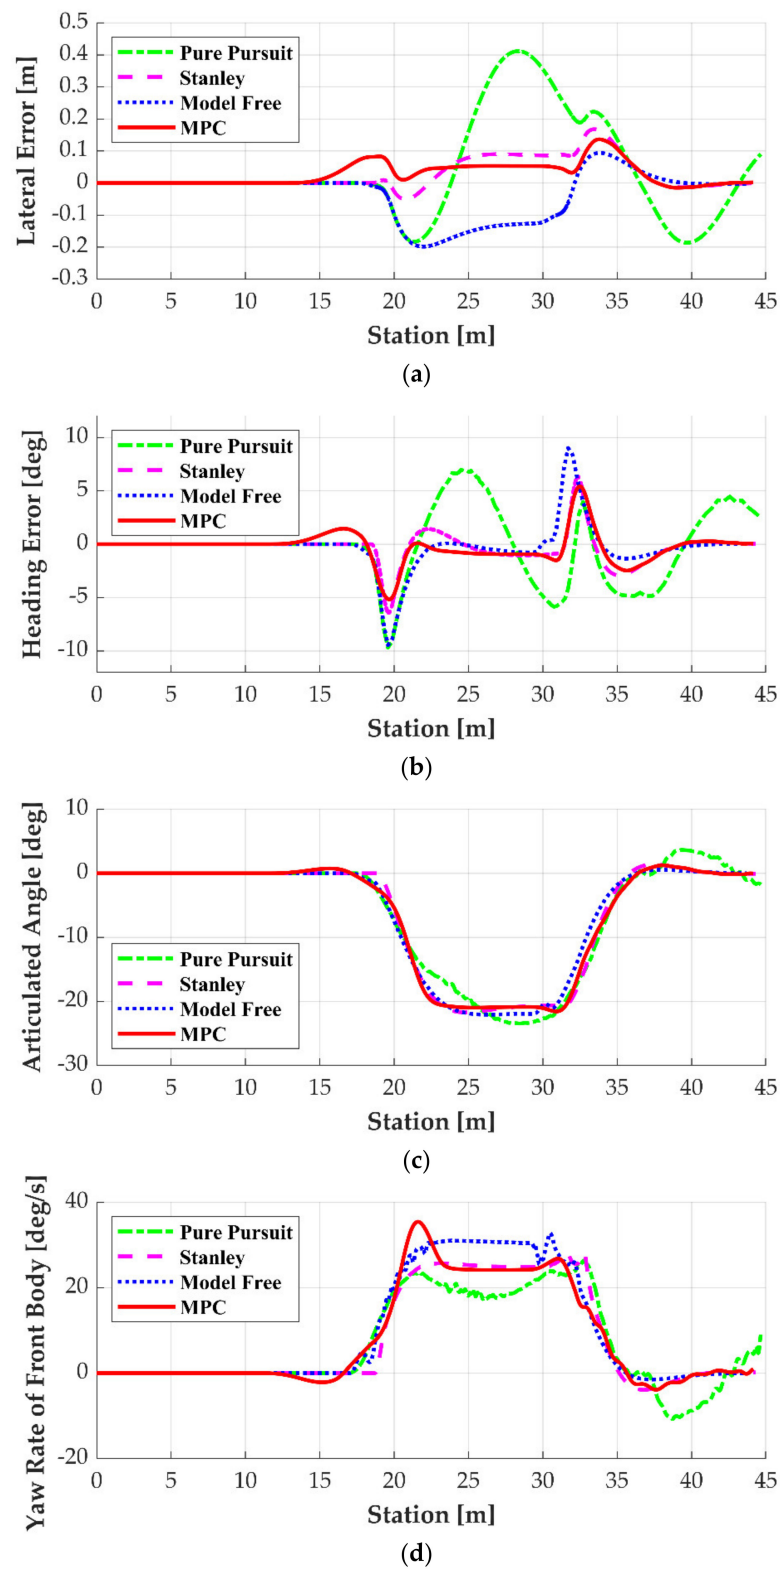 0.5
Pure Pursuit
0.4
Stanley
0.3
Model Free
0.2
MPC
0.1
0
-0.1
-0.2
-0.3
Lateral Error [m]
0 5 10 15 20 25 30 35 40 45
Station [m]
(a)
10
Pure Pursuit
Stanley
5
Model Free
MPC
0
-5
-10
Heading Error [deg]
0 5 10 15 20 25 30 35 40 45
Station [m]
(b)
10
0
-10
Pure Pursuit
Stanley
-20
Model Free
MPC
-30
Articulated Angle [deg]
0 5 10 15 20 25 30 35 40 45
Station [m]
(c)
40
Pure Pursuit
Stanley
20
Model Free
MPC
0
-20
Yaw Rate of Front Body [deg/s]
0 5 10 15 20 25 30 35 40 45
Station [m]
(d)